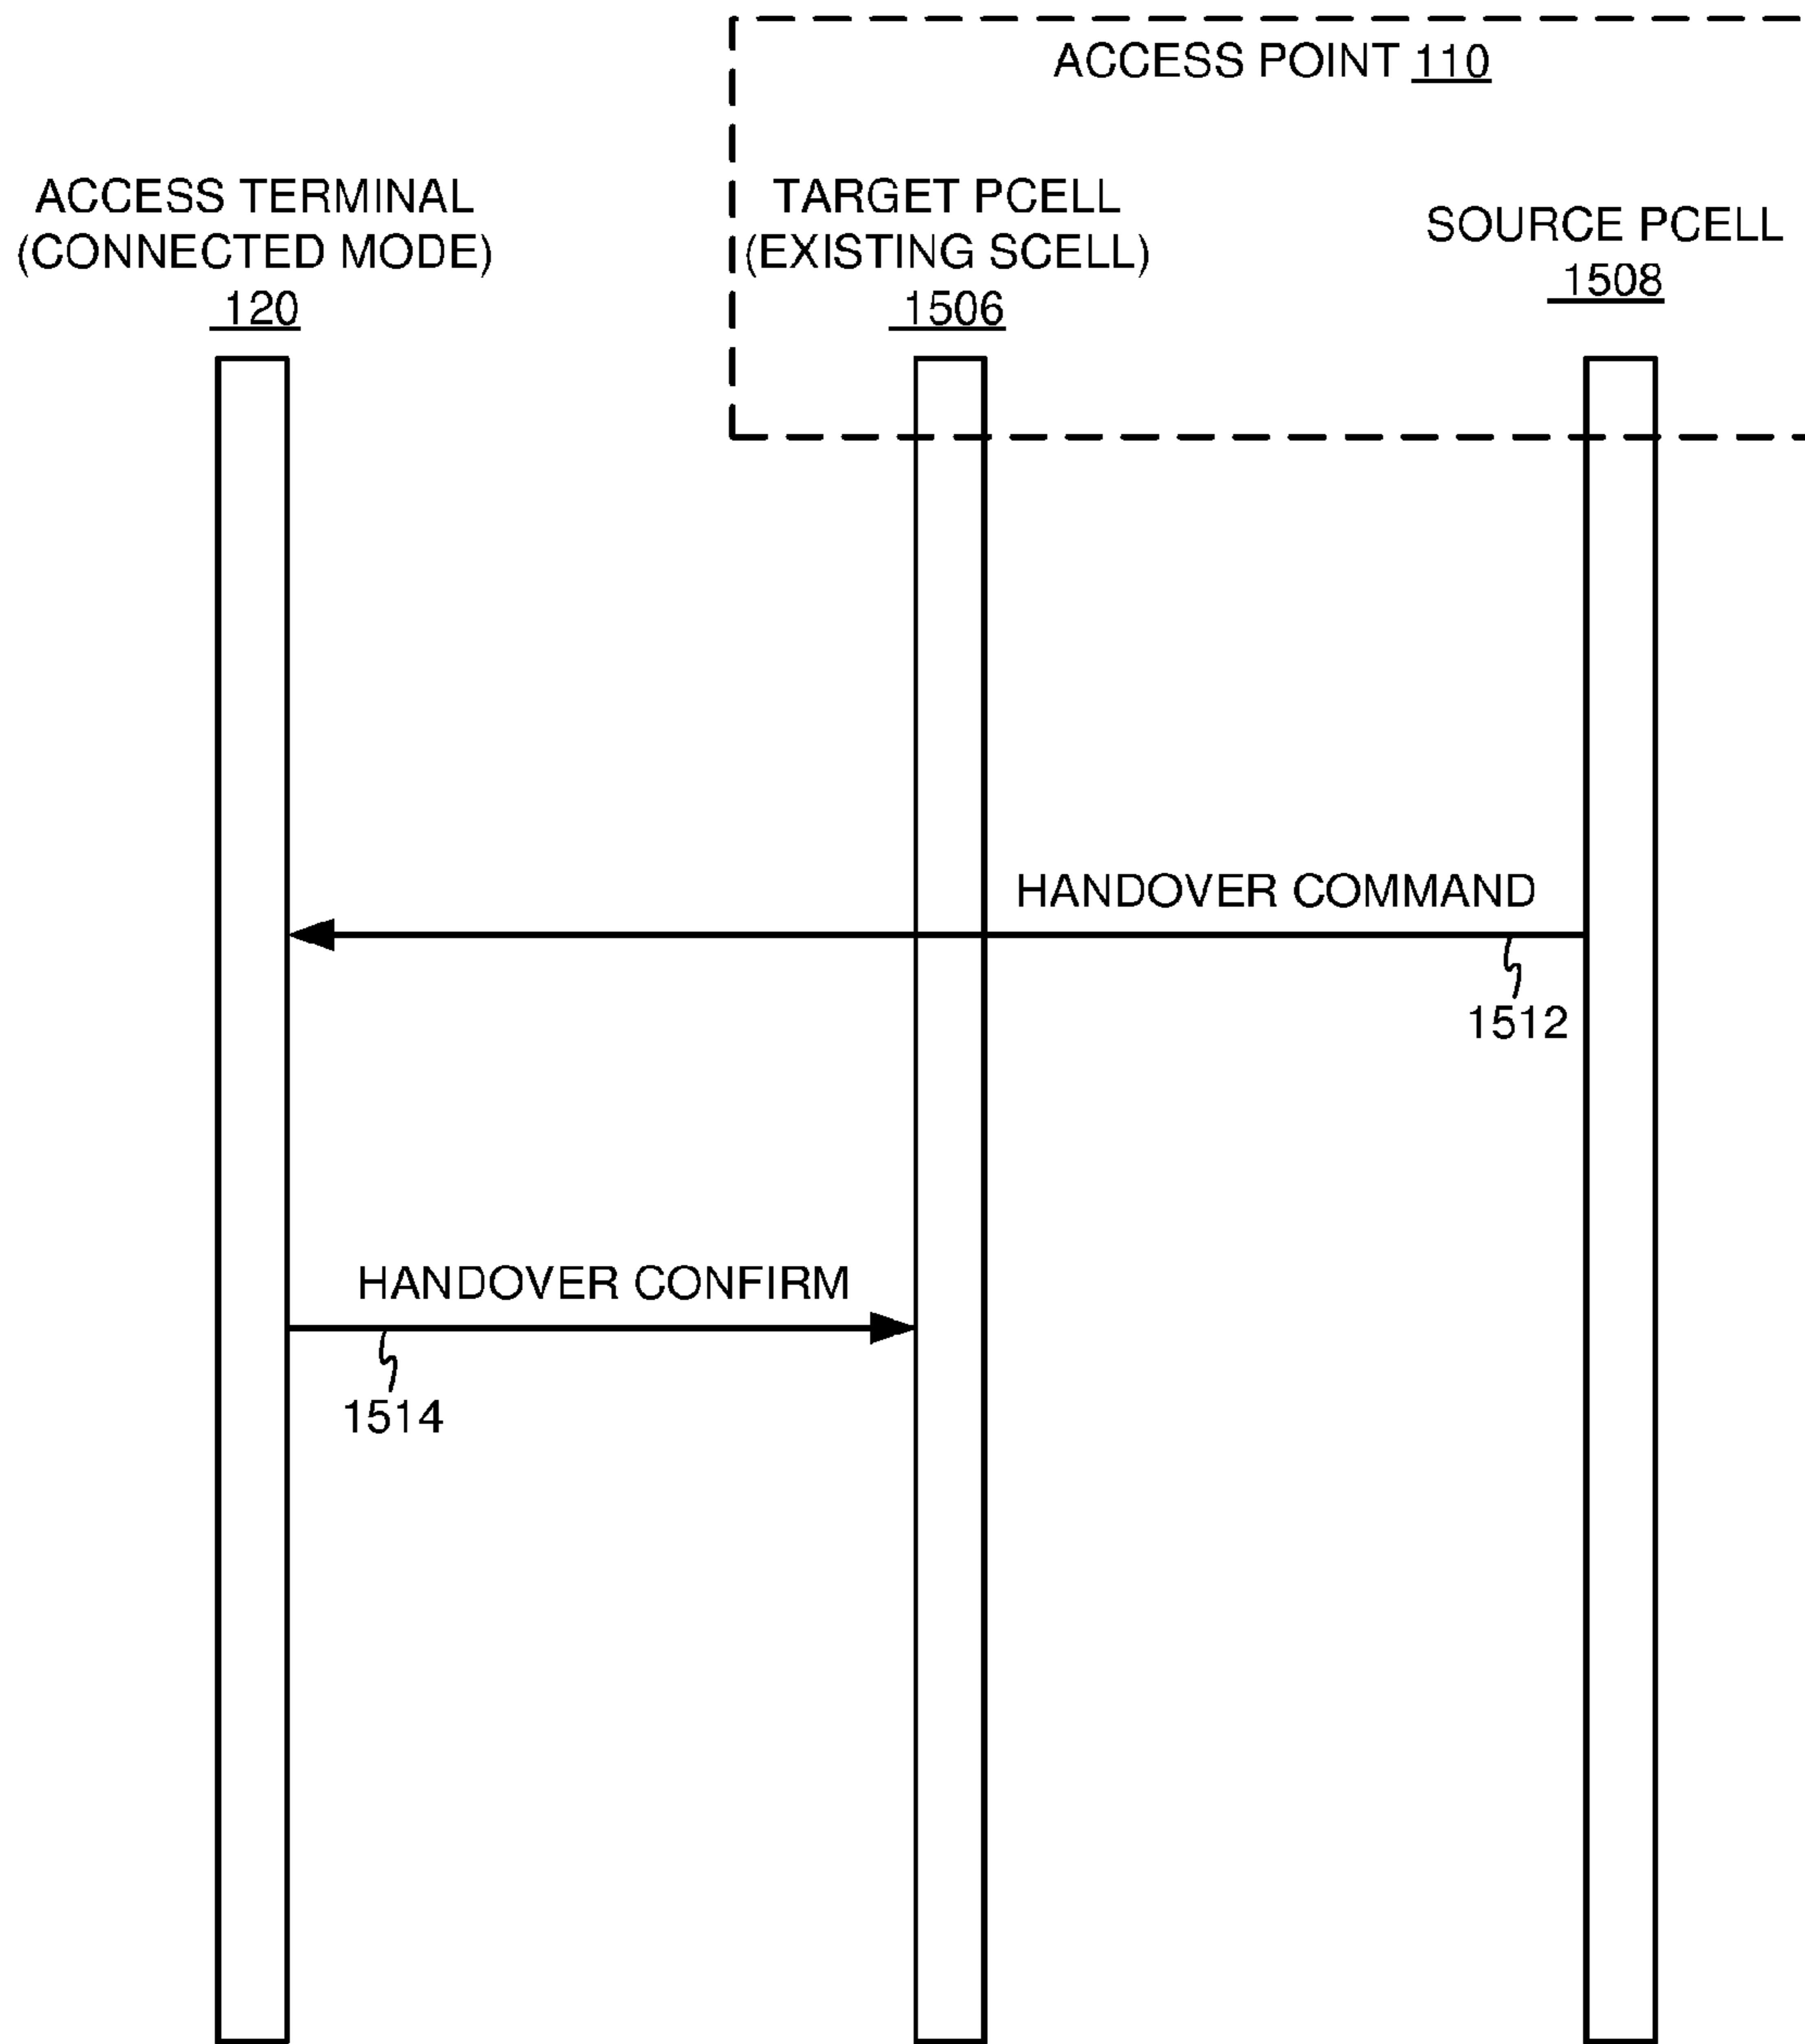 ACCESS POINT 110
ACCESS TERMINAL
(CONNECTED MODE)
120
TARGET PCELL
(EXISTING SCELL)
1506
SOURCE PCELL
1508
HANDOVER COMMAND
1512
HANDOVER CONFIRM
1514